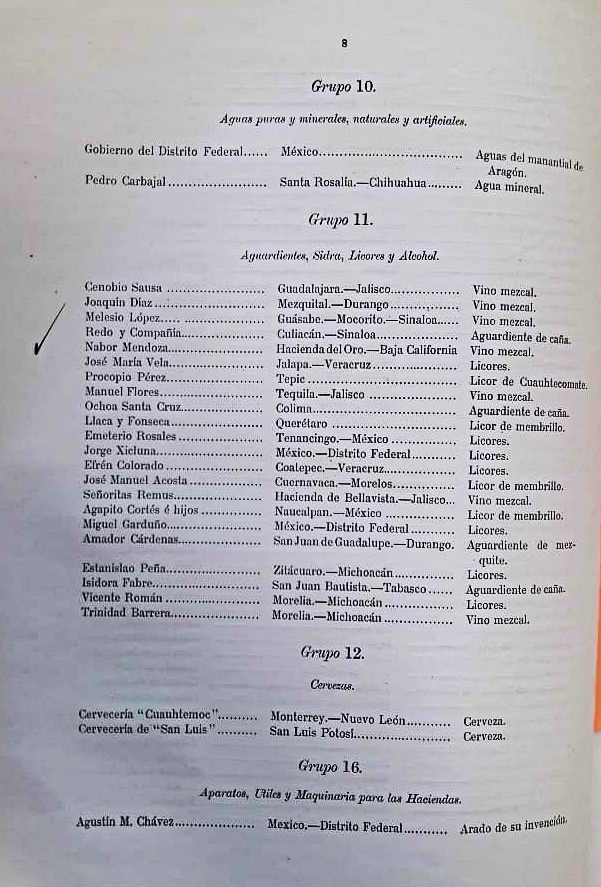 8
Grupo 10.
Aguas puras y minerales, naturales y artificiales.
Gobierno del Distrito Federal...... México.................................... Aguas del manantial de
Aragón.
Pedro Carbajal......................... Santa Rosalía.—Chihuahua......... Agua mineral.
Grupo 11.
Aguardientes, Sidra, Licores y Alcohol.
Cenobio Sausa ......................... Guadalajara.—Jalisco.................. Vino mezcal.
Joaquín Díaz............................ Mezquital.—Durango.................. Vino mezcal.
Melesio López..... ..................... Guásabe.—Mocorito.—Sinaloa...... Vino mezcal.
Redo y Compañía..................... Culiacán.—Sinaloa..................... Aguardiente de caña.
Nabor Mendoza........................ Hacienda del Oro.—Baja California Vino mezcal.
José María Vela........................ Jalapa.—Veracruz...................... Licores.
Procopio Pérez......................... Tepic...................................... Licor de Cuauhtecomate.
Manuel Flores.......................... Tequila.—Jalisco ...................... Vino mezcal.
Ochoa Santa Cruz..................... Colima.................................... Aguardiente de caña.
Llaca y Fonseca........................ Querétaro ............................... Licor de membrillo.
Emeterio Rosales ..................... Tenancingo.—México ................ Licores.
Jorge Xicluna.......................... México.—Distrito Federal........... Licores.
Efrén Colorado ........................ Coatepec.—Veracruz.................. Licores.
José Manuel Acosta................... Cuernavaca.—Morelos................ Licor de membrillo.
Señoritas Remus....................... Hacienda de Bellavista.—Jalisco... Vino mezcal.
Agapito Cortés é hijos ............... Naucalpan.—México ................. Licor de membrillo.
Miguel Garduño....................... México.—Distrito Federal........... Licores.
Amador Cárdenas..................... San Juan de Guadalupe.—Durango. Aguardiente de mez-
quite.
Estanislao Peña........................ Zitácuaro.—Michoacán............... Licores.
Isidora Fabre........................... San Juan Bautista.—Tabasco ...... Aguardiente de caña.
Vicente Román ........................ Morelia.—Michoacán ................. Licores.
Trinidad Barrera...................... Morelia.—Michoacán ................. Vino mezcal.
Grupo 12.
Cervezas.
Cervecería "Cuauhtemoc".......... Monterrey.—Nuevo León........... Cerveza.
Cervecería de "San Luis" .......... San Luis Potosí........................ Cerveza.
Grupo 16.
Aparatos, Utiles y Maquinaria para las Haciendas.
Agustín M. Chávez.................... Mexico.—Distrito Federal........... Arado de su invención.